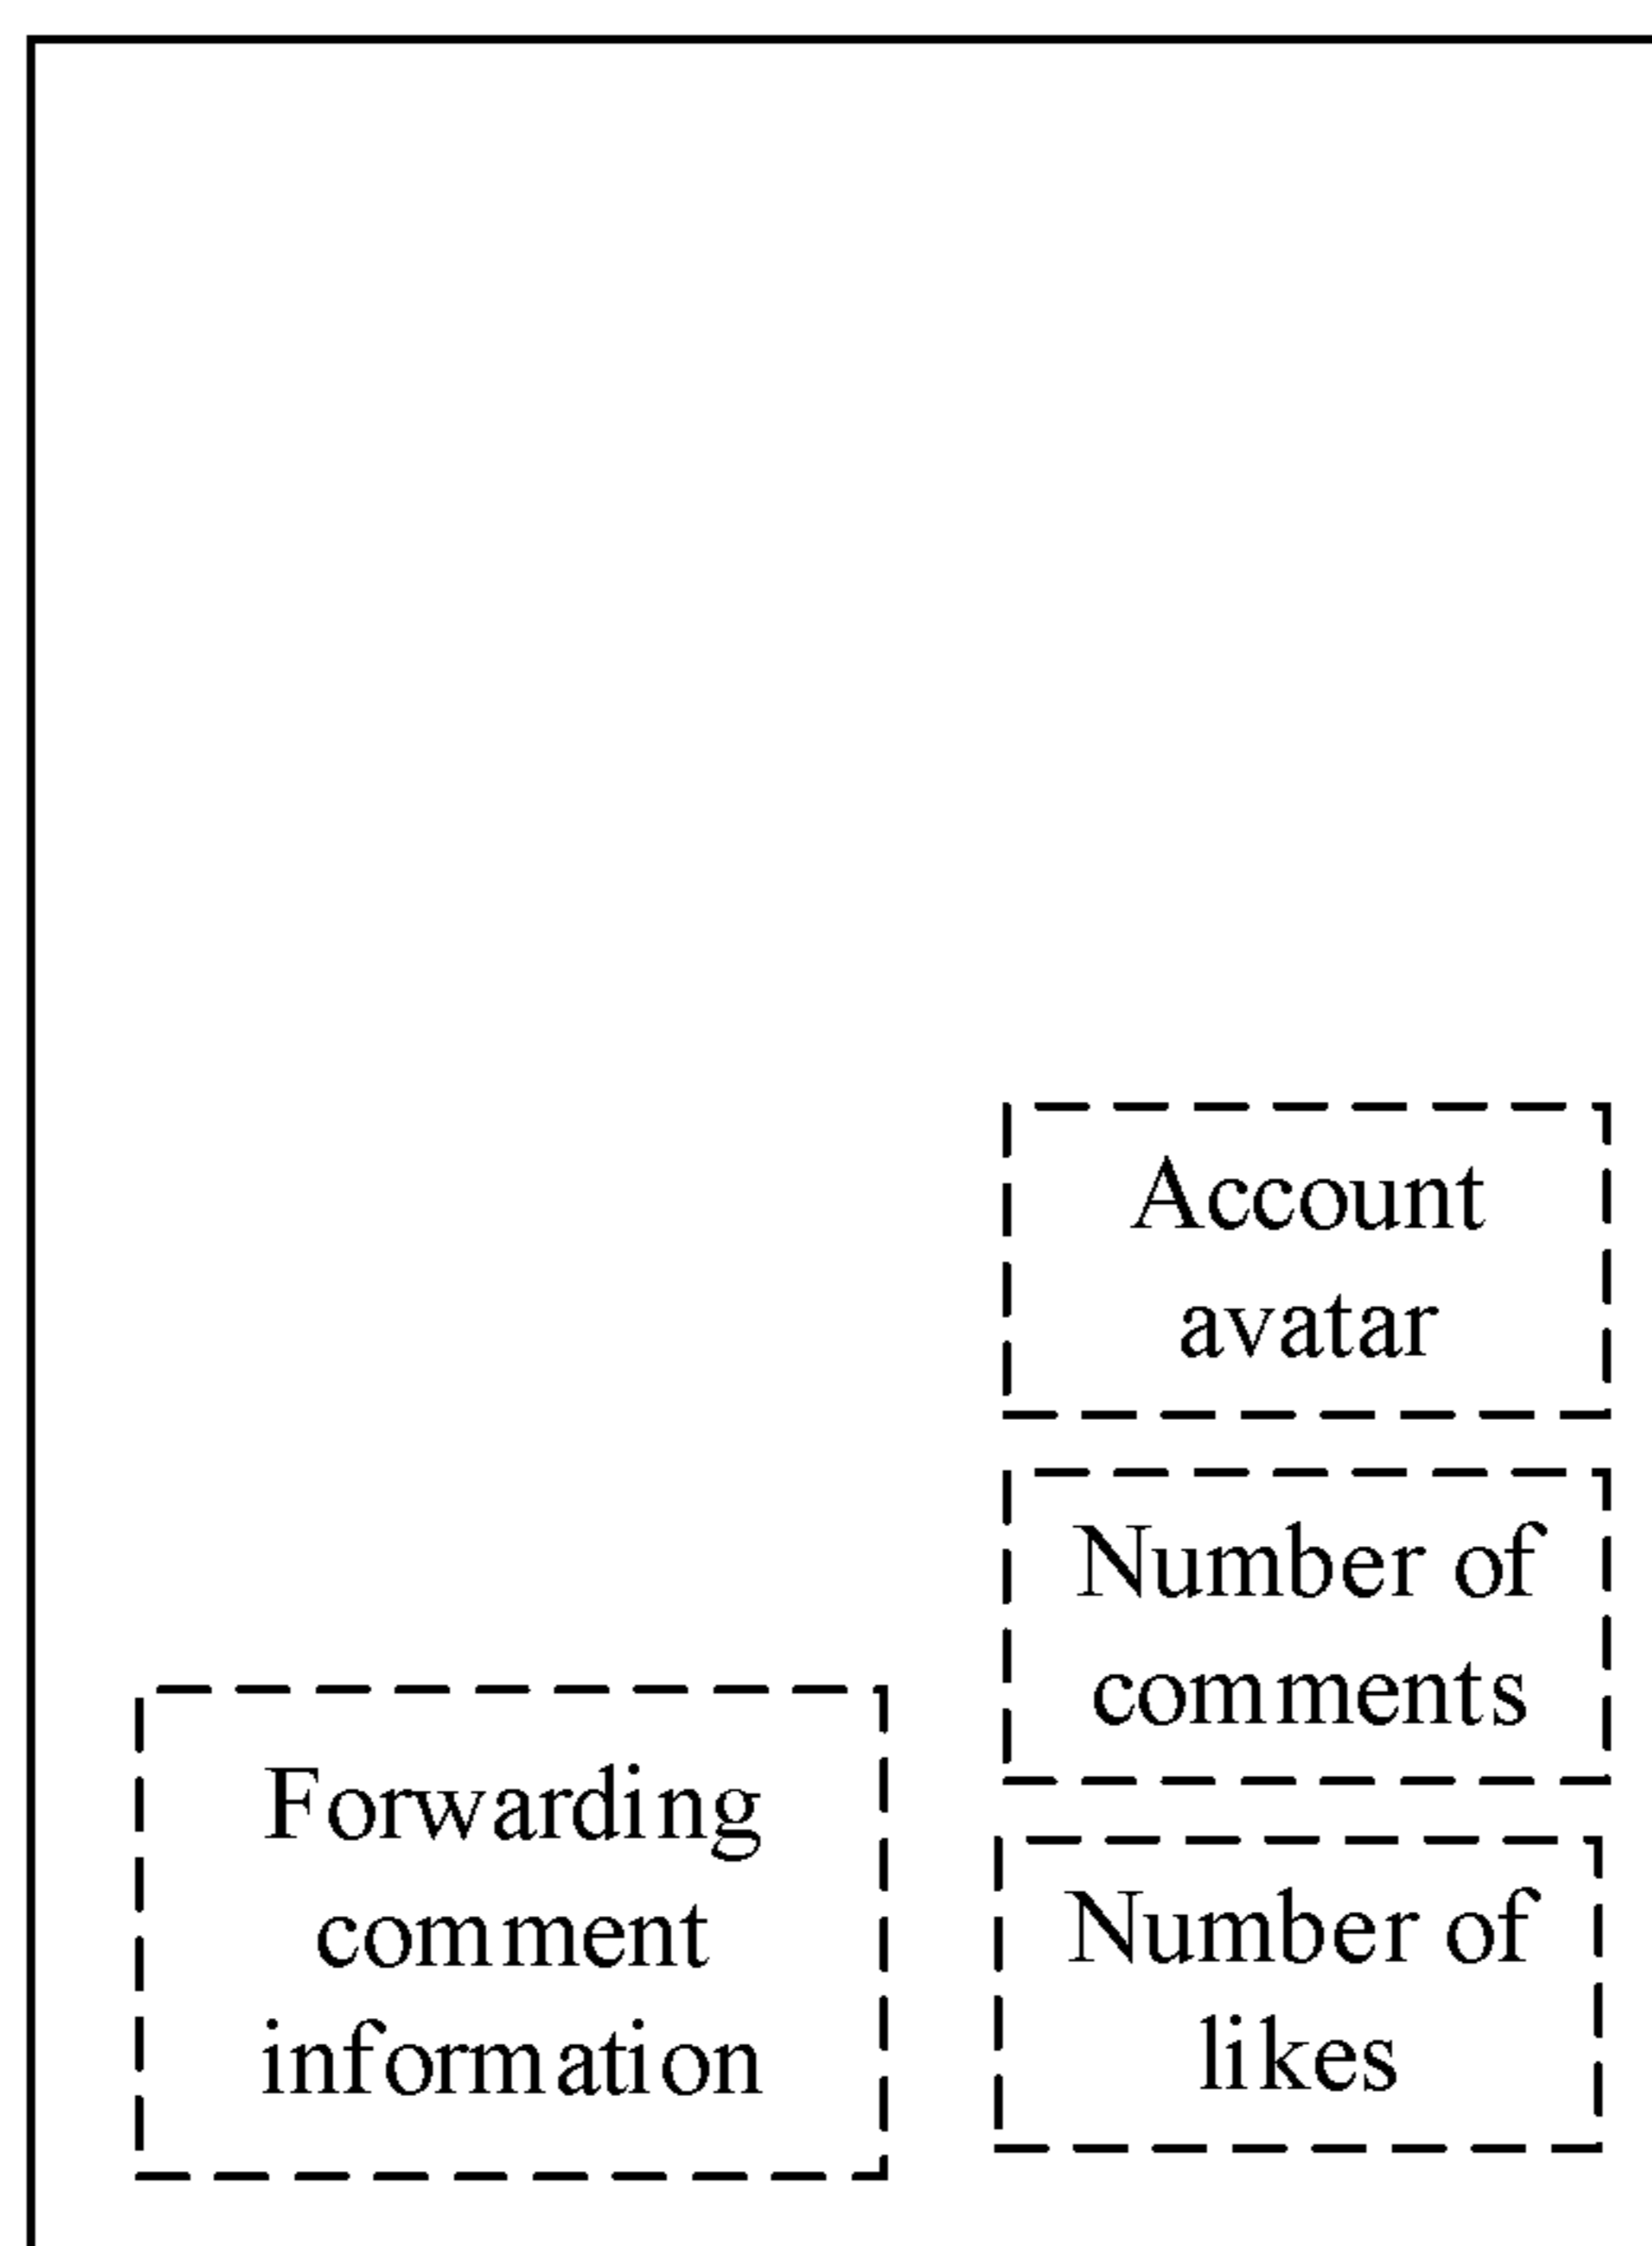 Account
avatar
Number of
comments
Forwarding
comment
information
Number of
likes